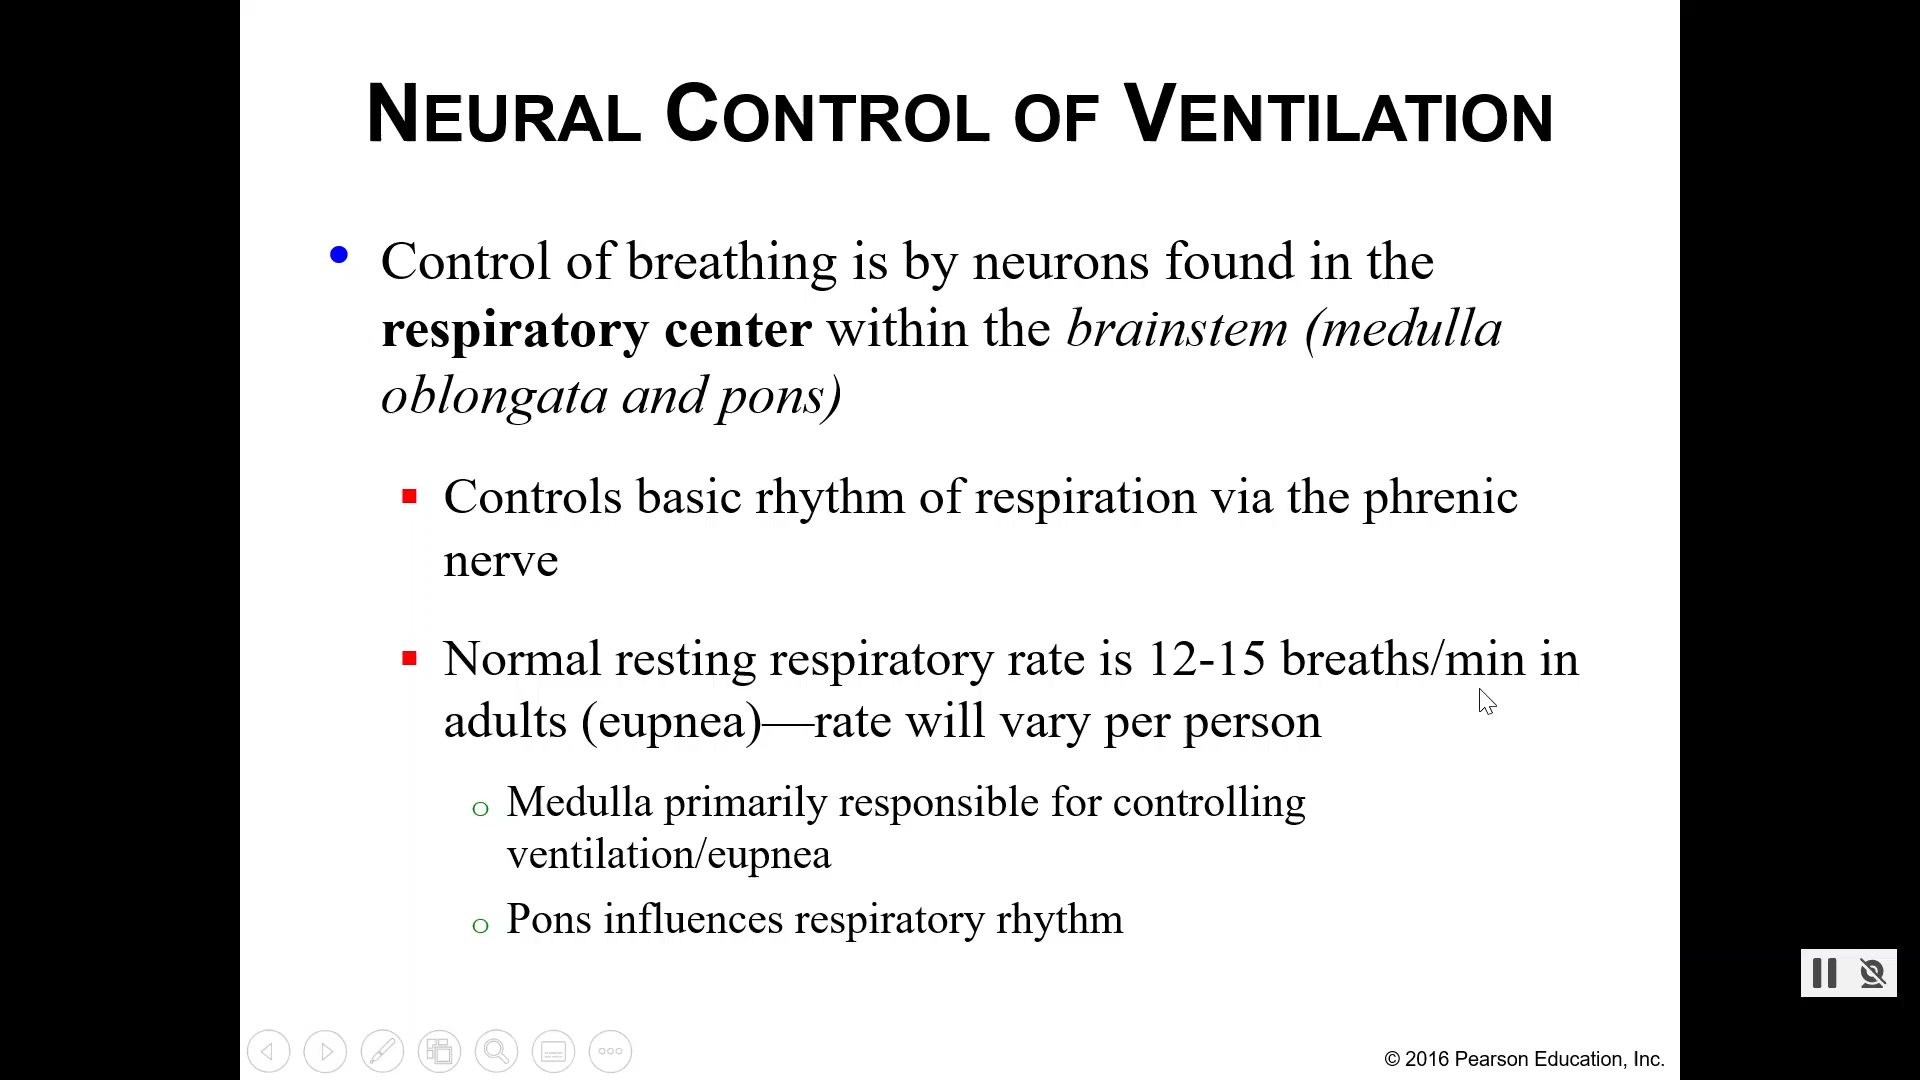 NEURAL CONTROL OF VENTILATION
Control of breathing is by neurons found in the
respiratory center within the brainstem (medulla
oblongata and pons)
Controls basic rhythm of respiration via the phrenic
nerve
Normal resting respiratory rate is 12-15 breaths/min in
adults (eupnea)—rate will vary per person
Medulla primarily responsible for controlling
ventilation/eupnea
Pons influences respiratory rhythm
© 2016 Pearson Education, Inc.